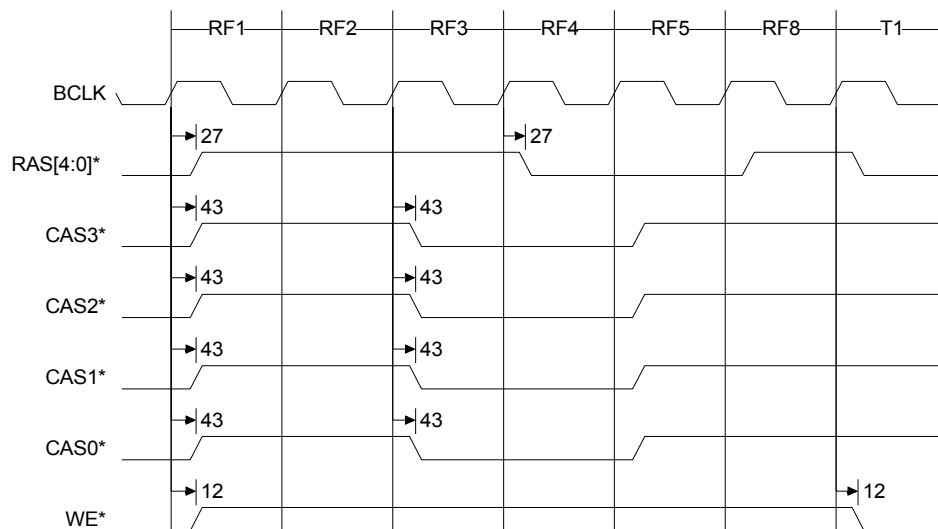 RF1 RF2 RF3 RF4 RF5 RF8 T1
BCLK
27 27
RAS[4:0]*
43 43
CAS3*
43 43
CAS2*
43 43
CAS1*
43 43
CAS0*
12 12
WE*